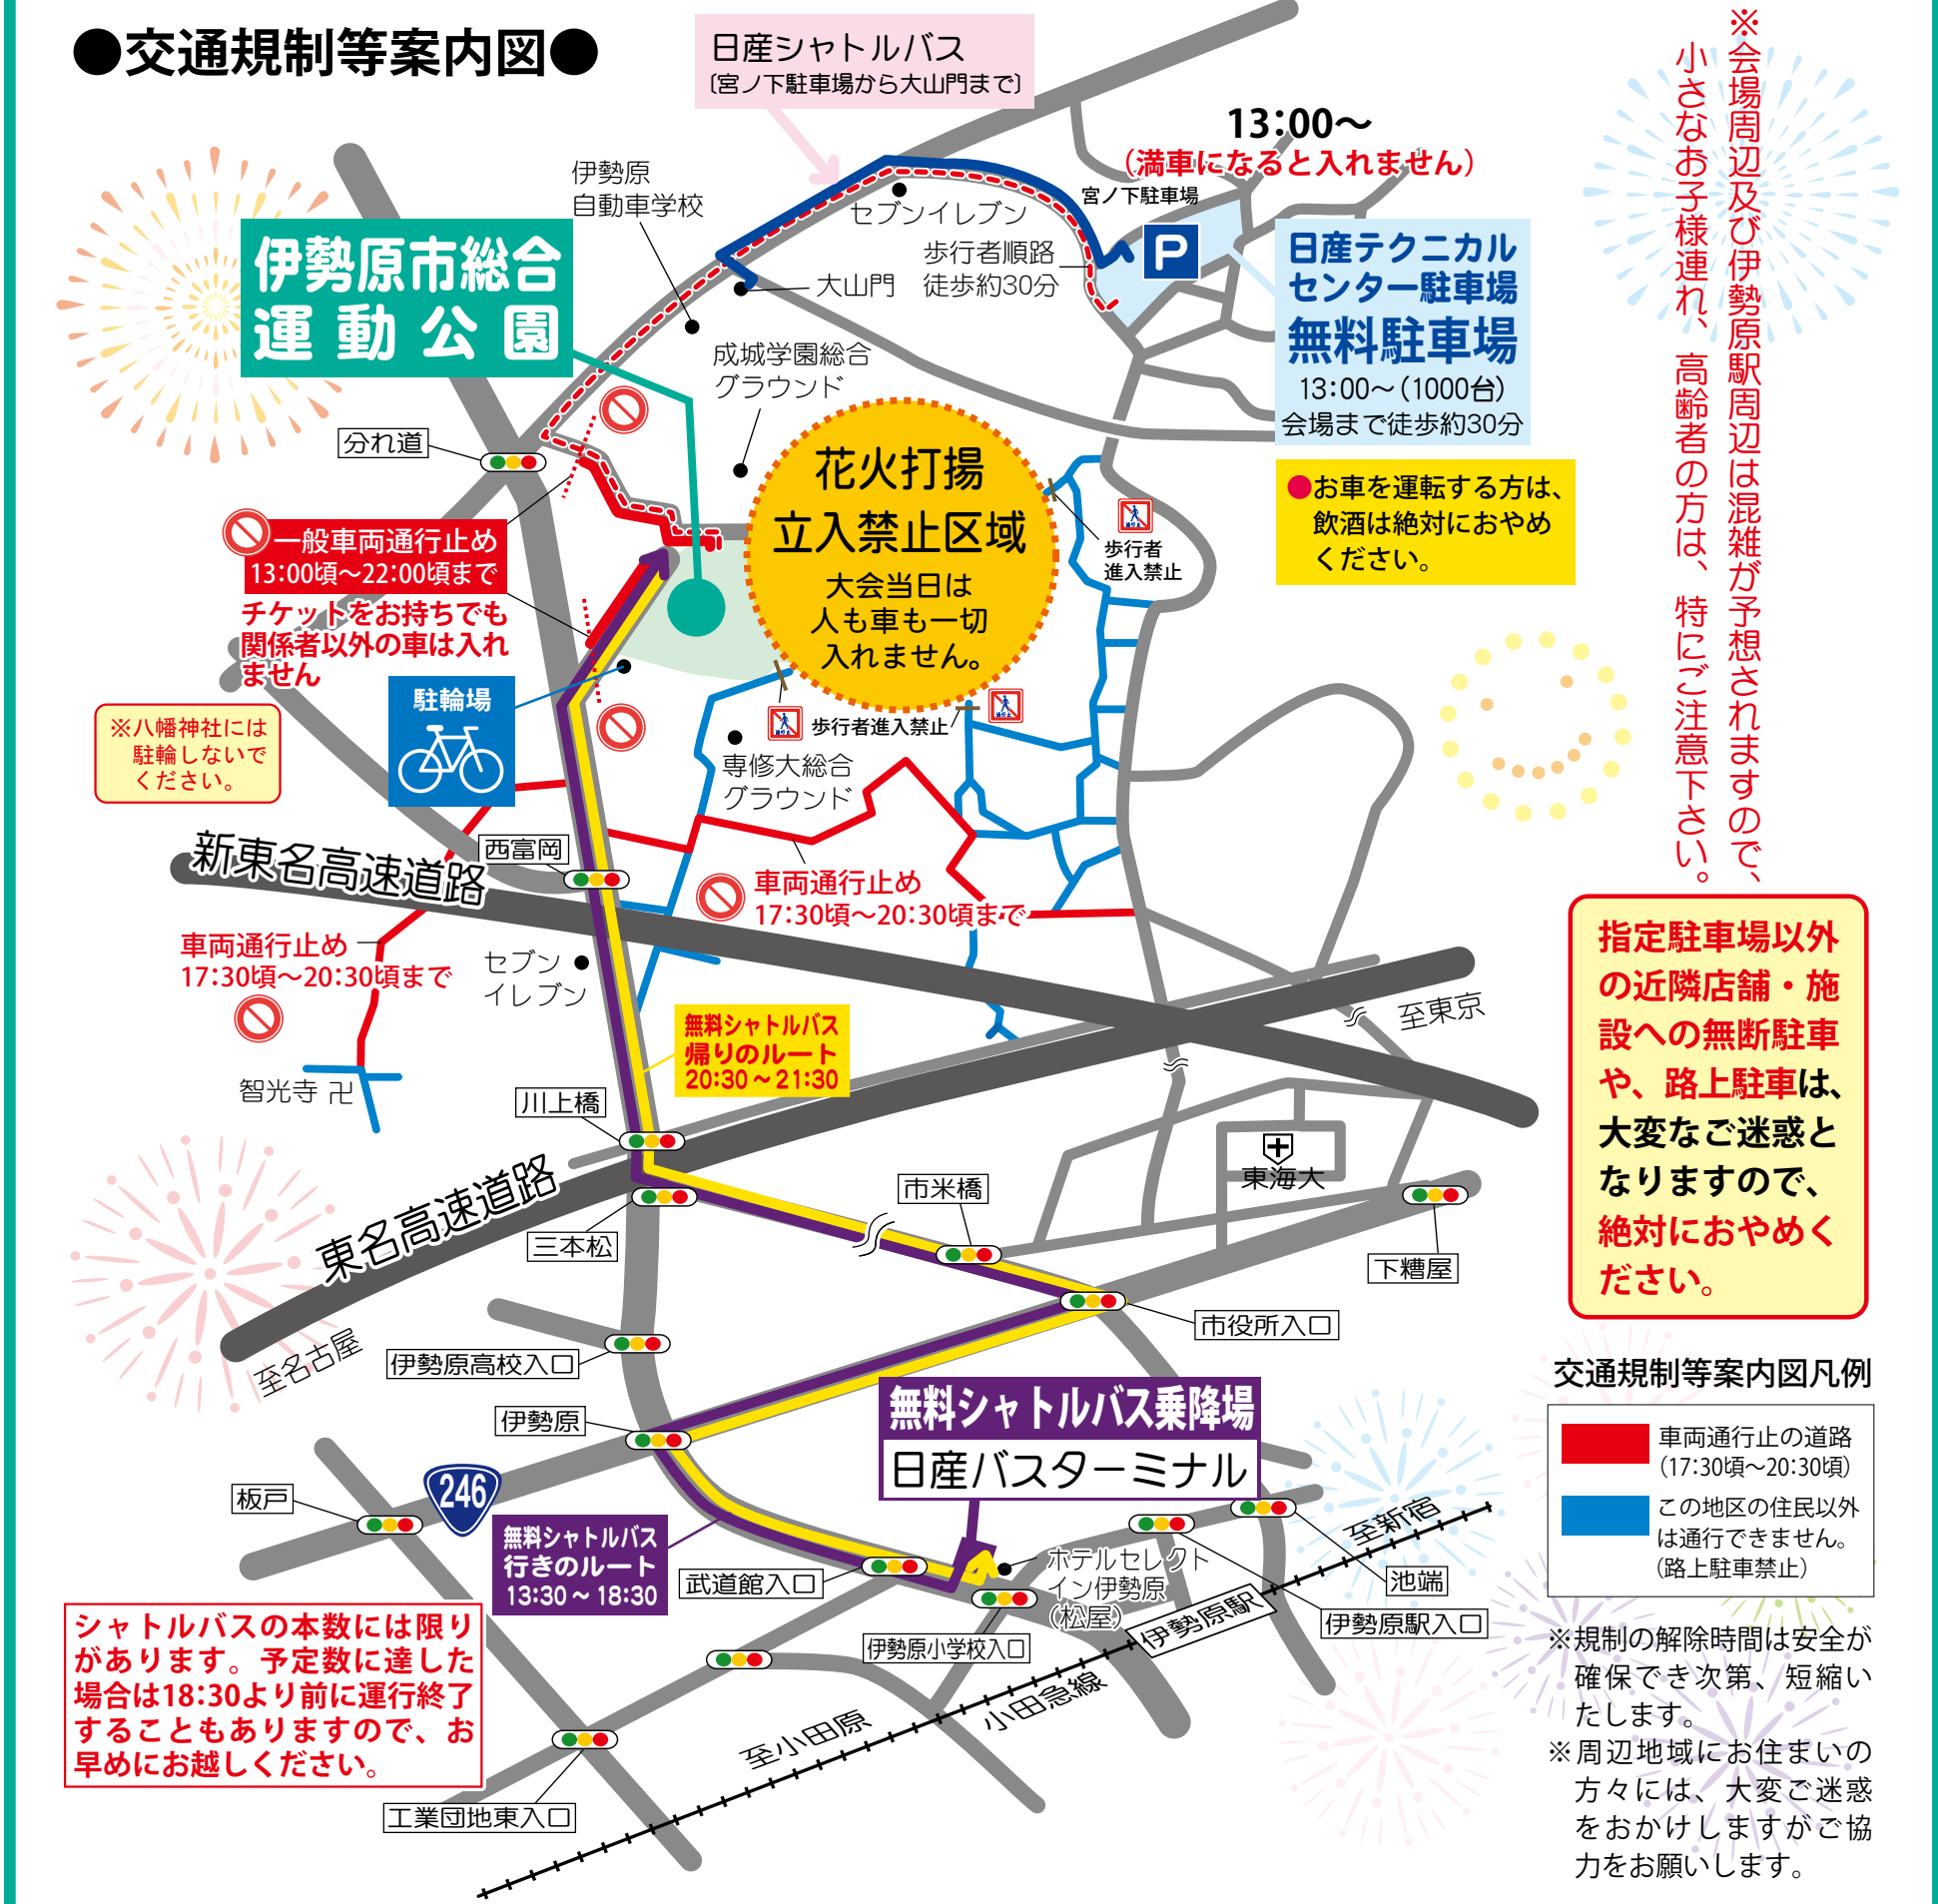 ●交通規制等案内図●
日産シャトルバス
〔宮ノ下駐車場から大山門まで〕
13:00～
（満車になると入れません）
※会場周辺及び伊勢原駅周辺は混雑が予想されますので、
小さなお子様連れ、高齢者の方は、特にご注意下さい。
伊勢原
自動車学校
セブンイレブン
宮ノ下駐車場
P
歩行者順路
徒歩約30分
大山門
伊勢原市総合
運動公園
日産テクニカル
センター駐車場
無料駐車場
13:00～（1000台）
会場まで徒歩約30分
成城学園総合
グラウンド
分れ道
花火打揚
立入禁止区域
大会当日は
人も車も一切
入れません。
●お車を運転する方は、
飲酒は絶対におやめ
ください。
歩行者
進入禁止
一般車両通行止め
13:00頃～22:00頃まで
チケットをお持ちでも
関係者以外の車は入れ
ません
駐輪場
※八幡神社には
駐輪しないで
ください。
歩行者進入禁止
専修大総合
グラウンド
西富岡
新東名高速道路
車両通行止め
17:30頃～20:30頃まで
車両通行止め
17:30頃～20:30頃まで
セブン
イレブン
智光寺 卍
無料シャトルバス
帰りのルート
20:30～21:30
至東京
指定駐車場以外
の近隣店舗・施
設への無断駐車
や、路上駐車は、
大変なご迷惑と
なりますので、
絶対におやめく
ださい。
川上橋
東名高速道路
三本松
市米橋
東海大
下糟屋
至名古屋
市役所入口
伊勢原高校入口
伊勢原
無料シャトルバス乗降場
日産バスターミナル
交通規制等案内図凡例
車両通行止の道路
（17:30頃～20:30頃）
この地区の住民以外
は通行できません。
（路上駐車禁止）
板戸
246
無料シャトルバス
行きのルート
13:30～18:30
武道館入口
ホテルセレクト
イン伊勢原
（松屋）
至新宿
池端
伊勢原駅
伊勢原駅入口
伊勢原小学校入口
小田急線
至小田原
シャトルバスの本数には限り
があります。予定数に達した
場合は18:30より前に運行終了
することもありますので、お
早めにお越しください。
工業団地東入口
※規制の解除時間は安全が
確保でき次第、短縮い
たします。
※周辺地域にお住まいの
方々には、大変ご迷惑
をおかけしますがご協
力をお願いします。